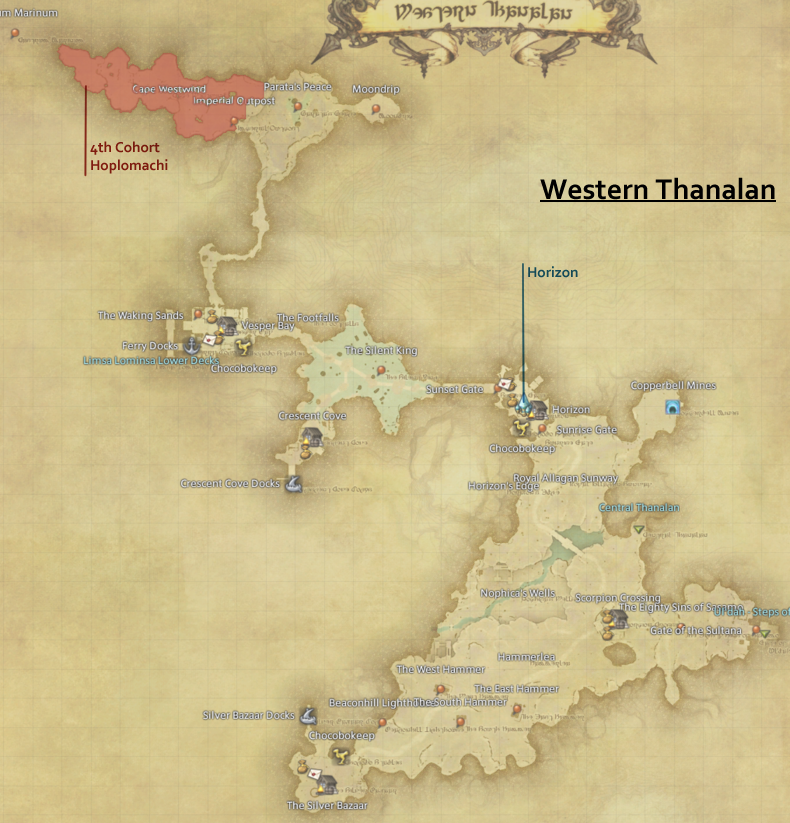 um Marinum
Cape Westwind
Imperial Outpost
Parata's Peace
Moondrip
4th Cohort
Hoplomachi
Western Thanalan
Horizon
The Waking Sands
Vesper Bay
The Footfalls
Ferry Docks
Limsa Lominsa Lower Decks
Chocobokeep
The Silent King
Sunset Gate
Horizon
Copperbell Mines
Crescent Cove
Sunrise Gate
Chocobokeep
Crescent Cove Docks
Royal Allagan Sunway
Horizon's Edge
Central Thanalan
Nophica's Wells
Scorpion Crossing
The Eighty Sins of Sasamo
Ul'dah - Steps of
Gate of the Sultana
Hammerlea
The West Hammer
The East Hammer
Beaconhill Lighthouse
The South Hammer
Silver Bazaar Docks
Chocobokeep
The Silver Bazaar